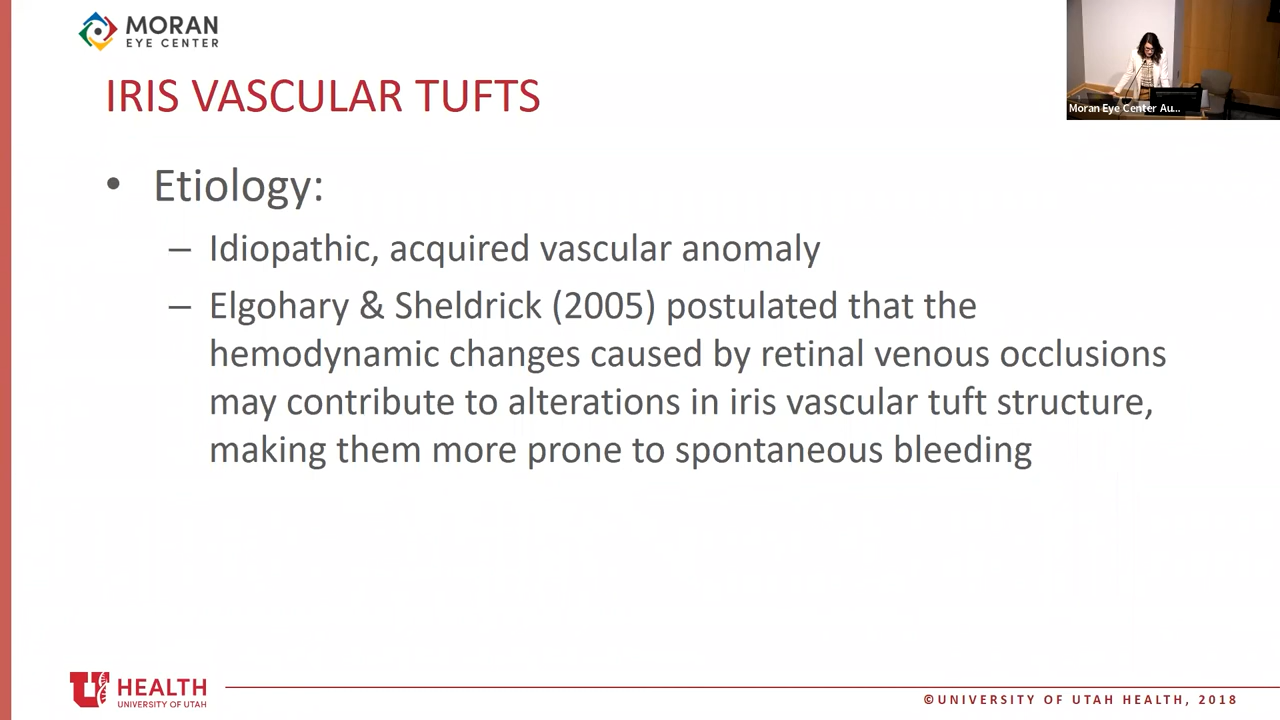 MORAN
EYE CENTER
IRIS VASCULAR TUFTS
Moran Eye Center Au...
• Etiology:
– Idiopathic, acquired vascular anomaly
– Elgohary & Sheldrick (2005) postulated that the
hemodynamic changes caused by retinal venous occlusions
may contribute to alterations in iris vascular tuft structure,
making them more prone to spontaneous bleeding
U HEALTH
UNIVERSITY OF UTAH
©UNIVERSITY OF UTAH HEALTH, 2018